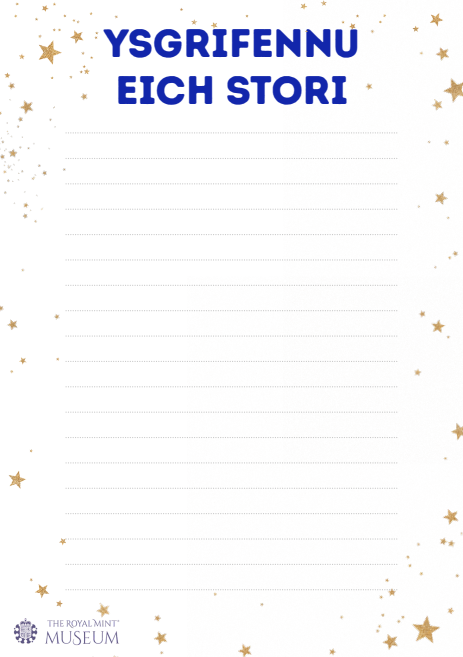 YSGRIFENNU
EICH STORI
THE ROYAL MINT®
MUSEUM